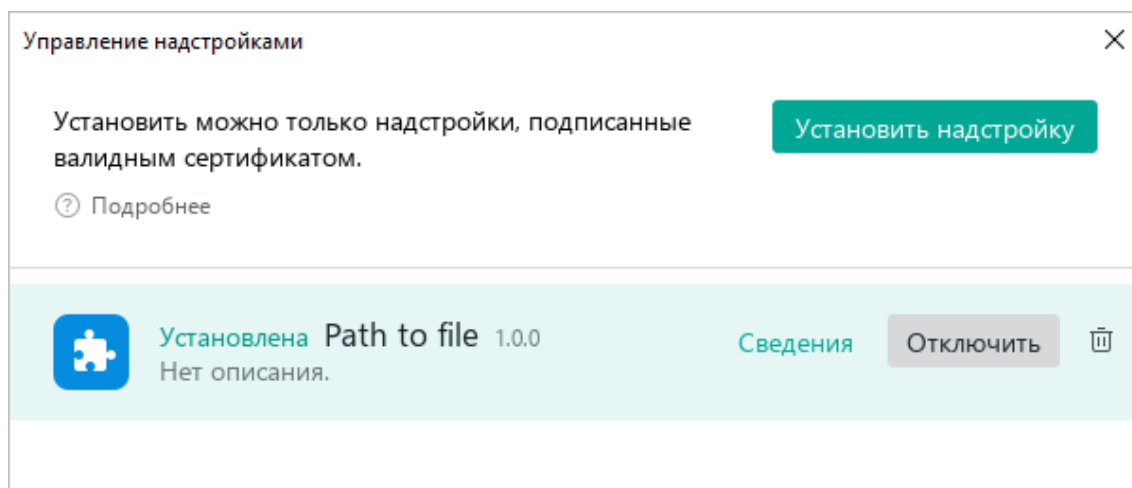 Управление надстройками
Установить можно только надстройки, подписанные
валидным сертификатом.
Установить надстройку
? Подробнее
Установлена Path to file 1.0.0
Нет описания.
Сведения
Отключить